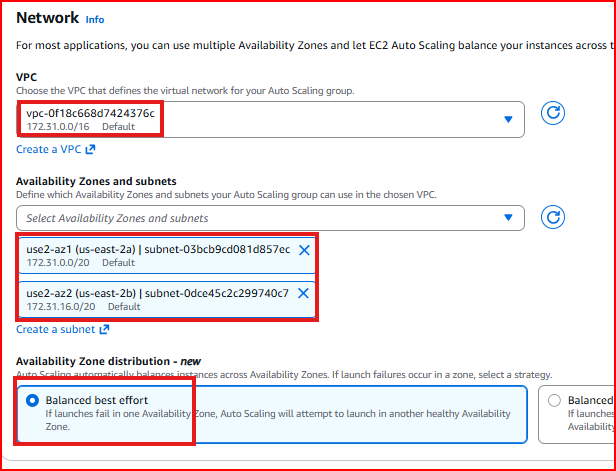 Network Info
For most applications, you can use multiple Availability Zones and let EC2 Auto Scaling balance your instances across t
VPC
Choose the VPC that defines the virtual network for your Auto Scaling group.
vpc-0f18c668d7424376c
172.31.0.0/16 Default
Create a VPC
Availability Zones and subnets
Define which Availability Zones and subnets your Auto Scaling group can use in the chosen VPC.
Select Availability Zones and subnets
use2-az1 (us-east-2a) | subnet-03bcb9cd081d857ec
172.31.0.0/20 Default
use2-az2 (us-east-2b) | subnet-0dce45c2c299740c7
172.31.16.0/20 Default
Create a subnet
Availability Zone distribution - new
Auto Scaling automatically balances instances across Availability Zones. If launch failures occur in a zone, select a strategy.
Balanced best effort
If launches fail in one Availability Zone, Auto Scaling will attempt to launch in another healthy Availability
Zone.
Balanced
If launches
Availability